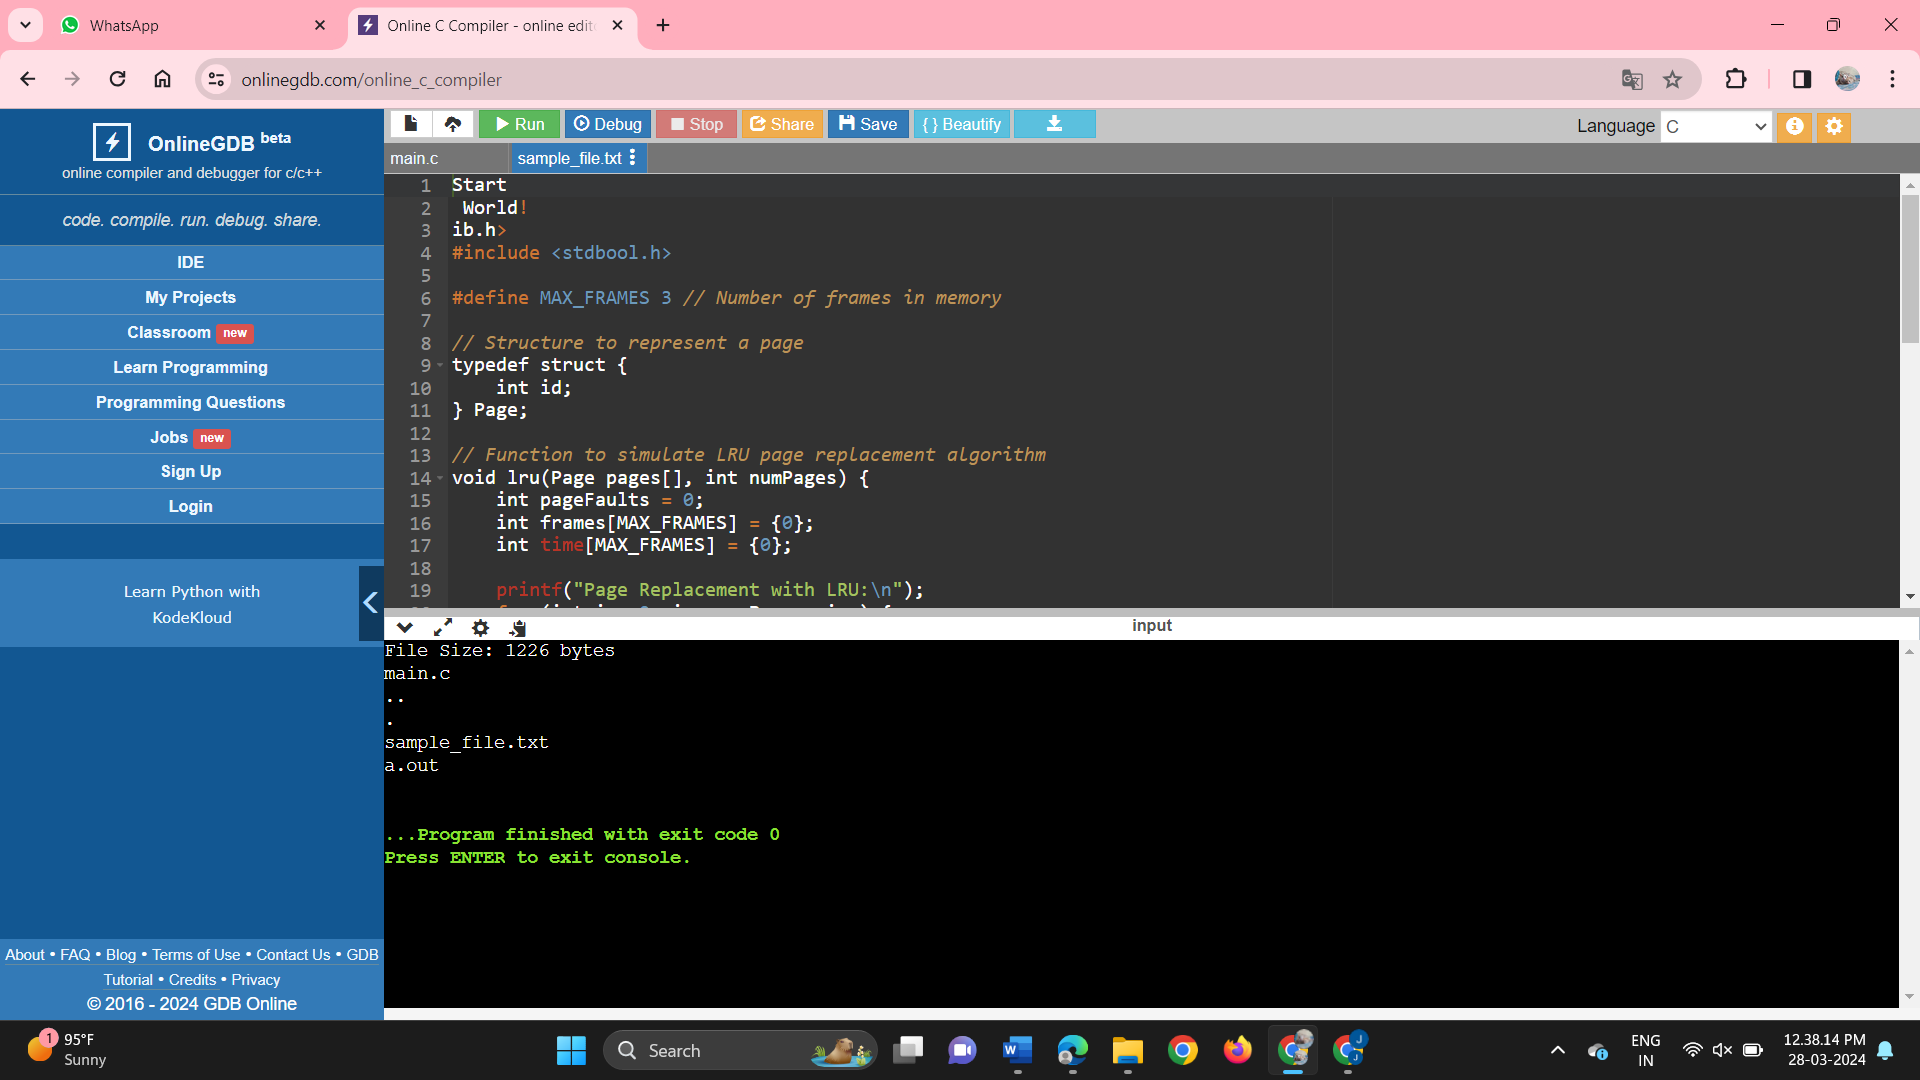 WhatsApp
Online C Compiler - online edit
onlinegdb.com/online_c_compiler
OnlineGDB beta
online compiler and debugger for c/c++
code. compile. run. debug. share.
IDE
My Projects
Classroom new
Learn Programming
Programming Questions
Jobs new
Sign Up
Login
Learn Python with
KodeKloud
About • FAQ • Blog • Terms of Use • Contact Us • GDB
Tutorial • Credits • Privacy
© 2016 - 2024 GDB Online
Run Debug Stop Share Save { } Beautify
Language C
main.c sample_file.txt
1 Start
2 World!
3 ib.h>
4 #include <stdbool.h>
5
6 #define MAX_FRAMES 3 // Number of frames in memory
7
8 // Structure to represent a page
9 typedef struct {
10 int id;
11 } Page;
12
13 // Function to simulate LRU page replacement algorithm
14 void lru(Page pages[], int numPages) {
15 int pageFaults = 0;
16 int frames[MAX_FRAMES] = {0};
17 int time[MAX_FRAMES] = {0};
18
19 printf("Page Replacement with LRU:\n");
input
File Size: 1226 bytes
main.c
..
.
sample_file.txt
a.out
...Program finished with exit code 0
Press ENTER to exit console.
1
95°F
Sunny
Search
ENG
IN
12.38.14 PM
28-03-2024